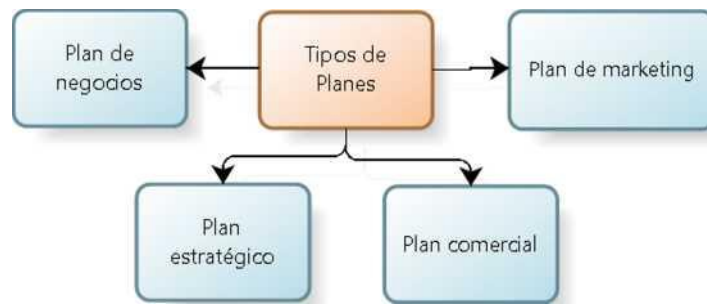 Plan de
negocios
Tipos de
Planes
Plan de marketing
Plan
estratégico
Plan comercial